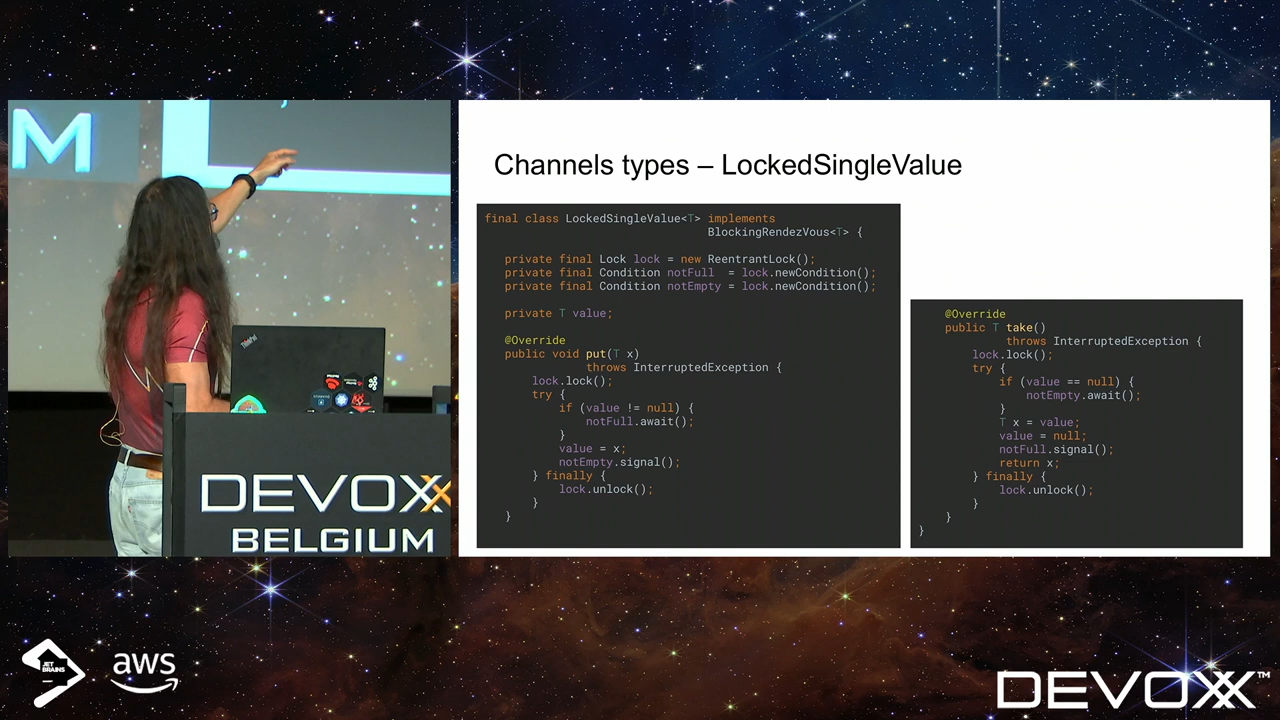 M
Channels types – LockedSingleValue
final class LockedSingleValue<T> implements
BlockingRendezVous<T> {
private final Lock lock = new ReentrantLock();
private final Condition notFull  = lock.newCondition();
private final Condition notEmpty = lock.newCondition();
private T value;
@Override
public void put(T x)
throws InterruptedException {
lock.lock();
try {
if (value != null) {
notFull.await();
}
value = x;
notEmpty.signal();
} finally {
lock.unlock();
}
}
@Override
public T take()
throws InterruptedException {
lock.lock();
try {
if (value == null) {
notEmpty.await();
}
T x = value;
value = null;
notFull.signal();
return x;
} finally {
lock.unlock();
}
}
}
ThinkPad
DEVOXX
BELGIUM
JET
BRAINS
aws
DEVOXX™